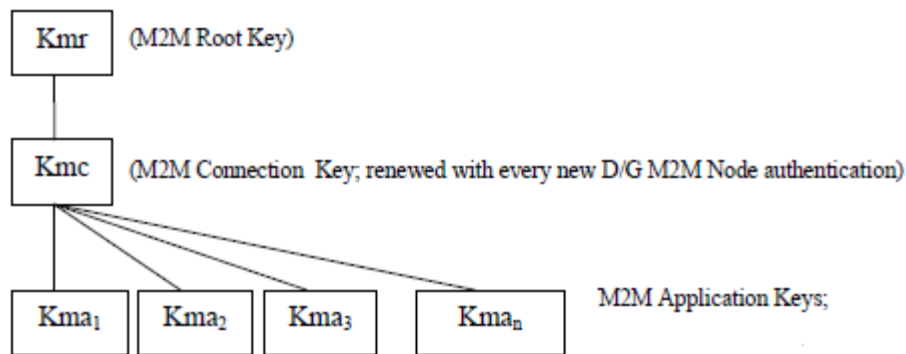 Kmr (M2M Root Key)
Kmc (M2M Connection Key; renewed with every new D/G M2M Node authentication)
Kma₁ Kma₂ Kma₃ Kmaₙ M2M Application Keys;